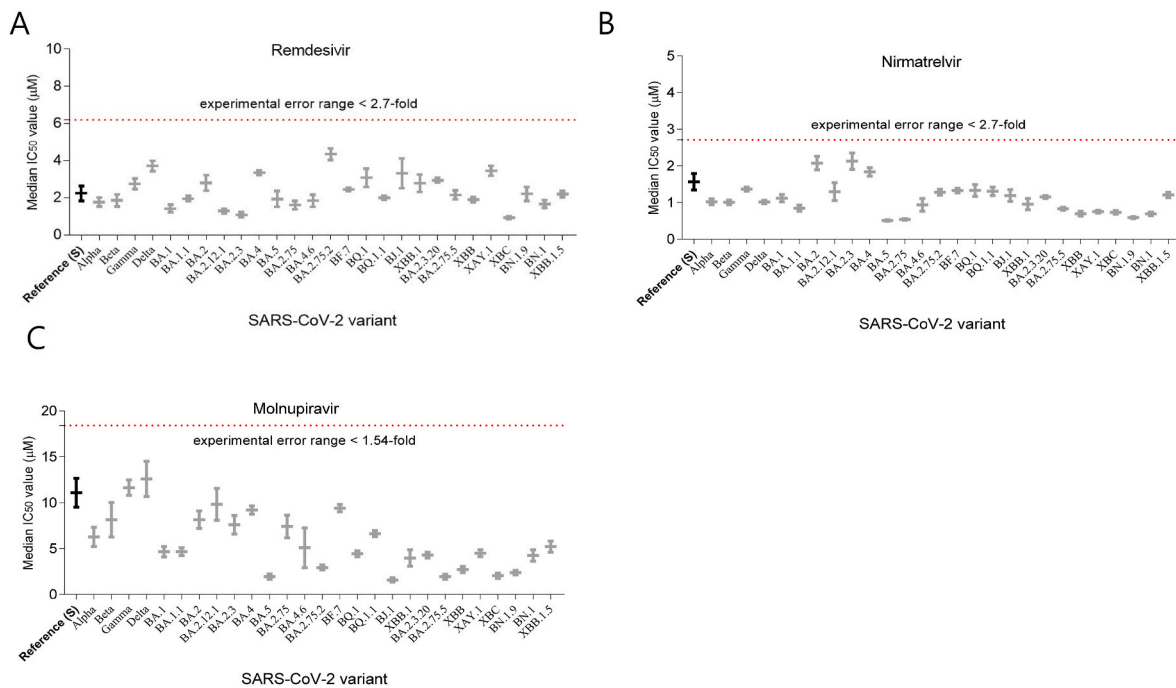 A
Remdesivir
experimental error range < 2.7-fold
Median IC50 value (μM)
10
8
6
4
2
0
Reference (S)
Alpha
Beta
Gamma
Delta
BA.1
BA.1.1
BA.2
BA.2.12.1
BA.2.3
BA.4
BA.5
BA.2.75
BA.4.6
BA.2.75.2
BF.7
BQ.1
BQ.1.1
BJ.1
XBB.1
BA.2.3.20
BA.2.75.5
XBB
XAY.1
XBC
BN.1.9
BN.1
XBB.1.5
SARS-CoV-2 variant
B
Nirmatrelvir
experimental error range < 2.7-fold
Median IC50 value (μM)
5
4
3
2
1
0
Reference (S)
Alpha
Beta
Gamma
Delta
BA.1
BA.1.1
BA.2
BA.2.12.1
BA.2.3
BA.4
BA.5
BA.2.75
BA.4.6
BA.2.75.2
BF.7
BQ.1
BQ.1.1
BJ.1
XBB.1
BA.2.3.20
BA.2.75.5
XBB
XAY.1
XBC
BN.1.9
BN.1
XBB.1.5
SARS-CoV-2 variant
C
Molnupiravir
experimental error range < 1.54-fold
Median IC50 value (μM)
20
15
10
5
0
Reference (S)
Alpha
Beta
Gamma
Delta
BA.1
BA.1.1
BA.2
BA.2.12.1
BA.2.3
BA.4
BA.5
BA.2.75
BA.4.6
BA.2.75.2
BF.7
BQ.1
BQ.1.1
BJ.1
XBB.1
BA.2.3.20
BA.2.75.5
XBB
XAY.1
XBC
BN.1.9
BN.1
XBB.1.5
SARS-CoV-2 variant